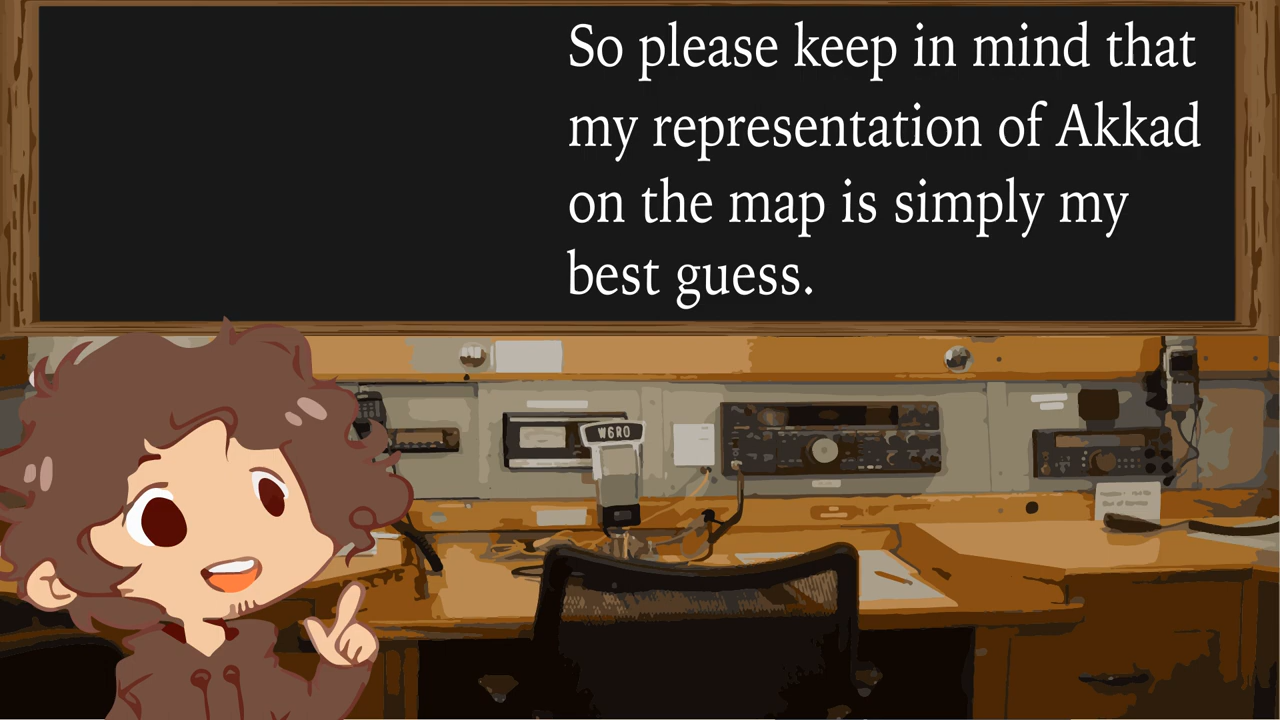 So please keep in mind that
my representation of Akkad
on the map is simply my
best guess.
W6RO